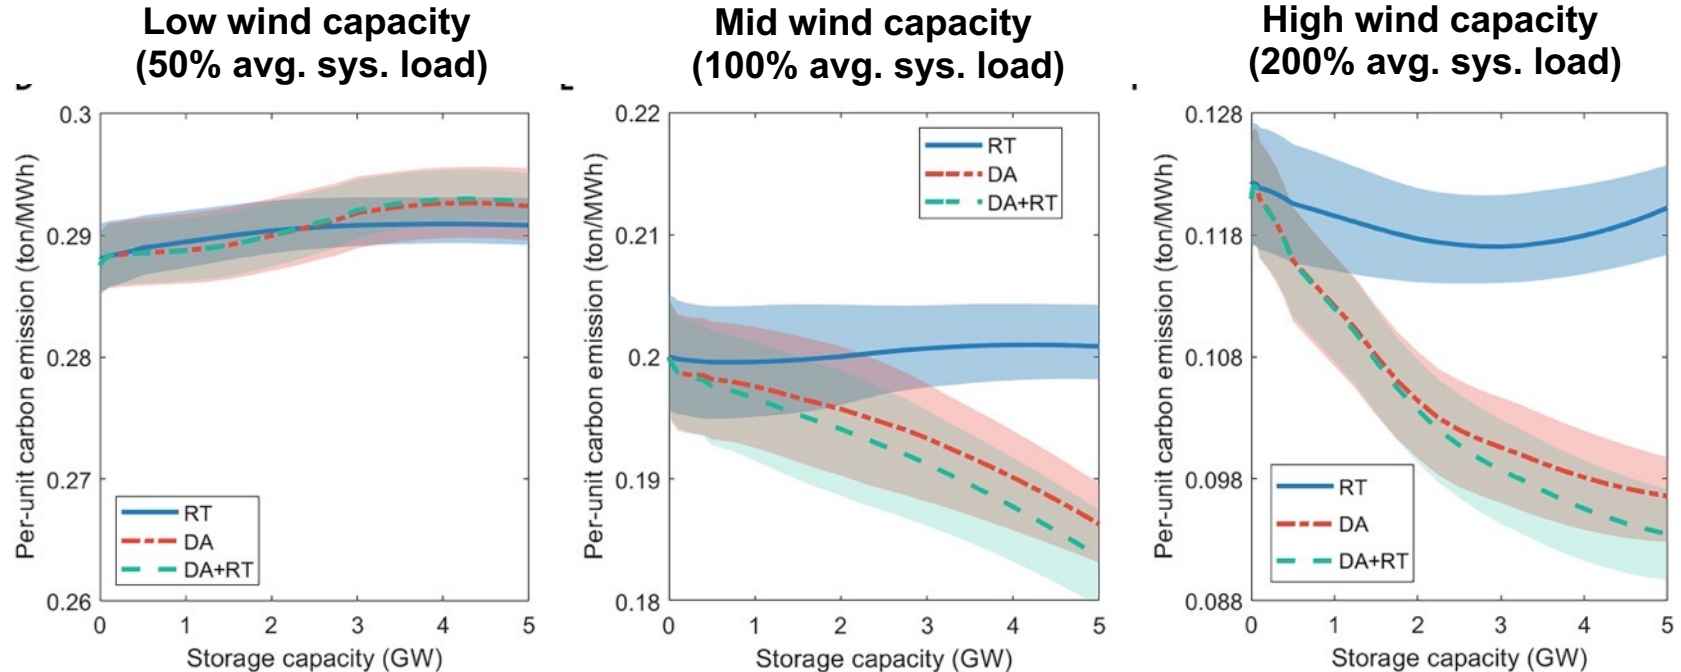 Low wind capacity
(50% avg. sys. load)
Mid wind capacity
(100% avg. sys. load)
High wind capacity
(200% avg. sys. load)
Per-unit carbon emission (ton/MWh)
0.3
0.29
0.28
0.27
0.26
RT
DA
DA+RT
0 1 2 3 4 5
Storage capacity (GW)
Per-unit carbon emission (ton/MWh)
0.22
0.21
0.2
0.19
0.18
RT
DA
DA+RT
0 1 2 3 4 5
Storage capacity (GW)
Per-unit carbon emission (ton/MWh)
0.128
0.118
0.108
0.098
0.088
RT
DA
DA+RT
0 1 2 3 4 5
Storage capacity (GW)